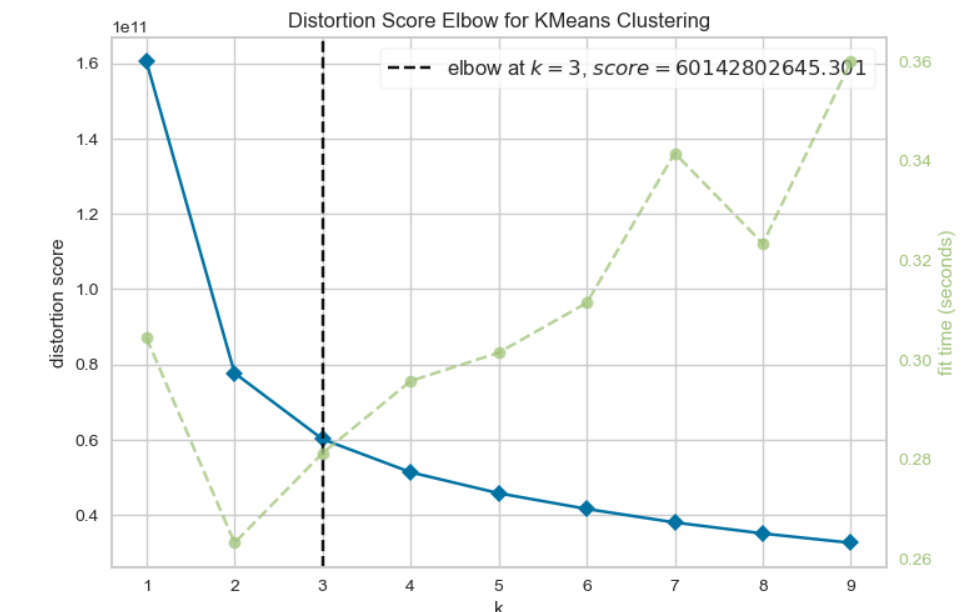 Distortion Score Elbow for KMeans Clustering
1e11
elbow at k = 3, score = 60142802645.301
distortion score
1.6
1.4
1.2
1.0
0.8
0.6
0.4
0.36
0.34
0.32
0.30
0.28
0.26
fit time (seconds)
1 2 3 4 5 6 7 8 9
k